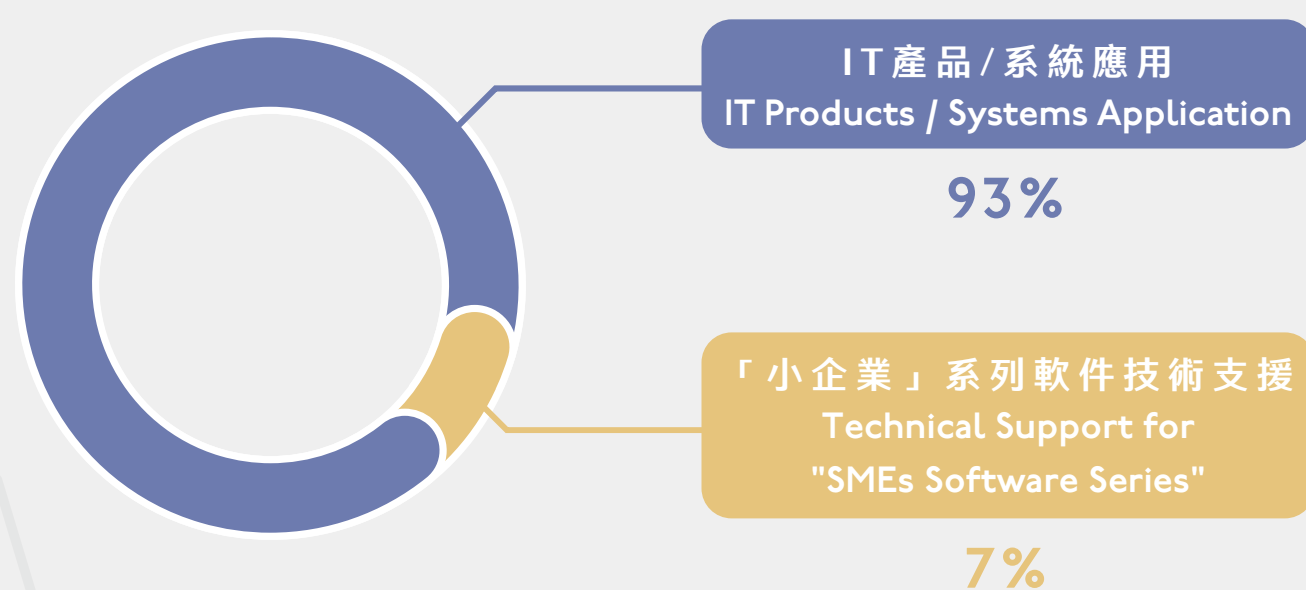 IT產品/系統應用
IT Products / Systems Application
93%
「小企業」系列軟件技術支援
Technical Support for
"SMEs Software Series"
7%